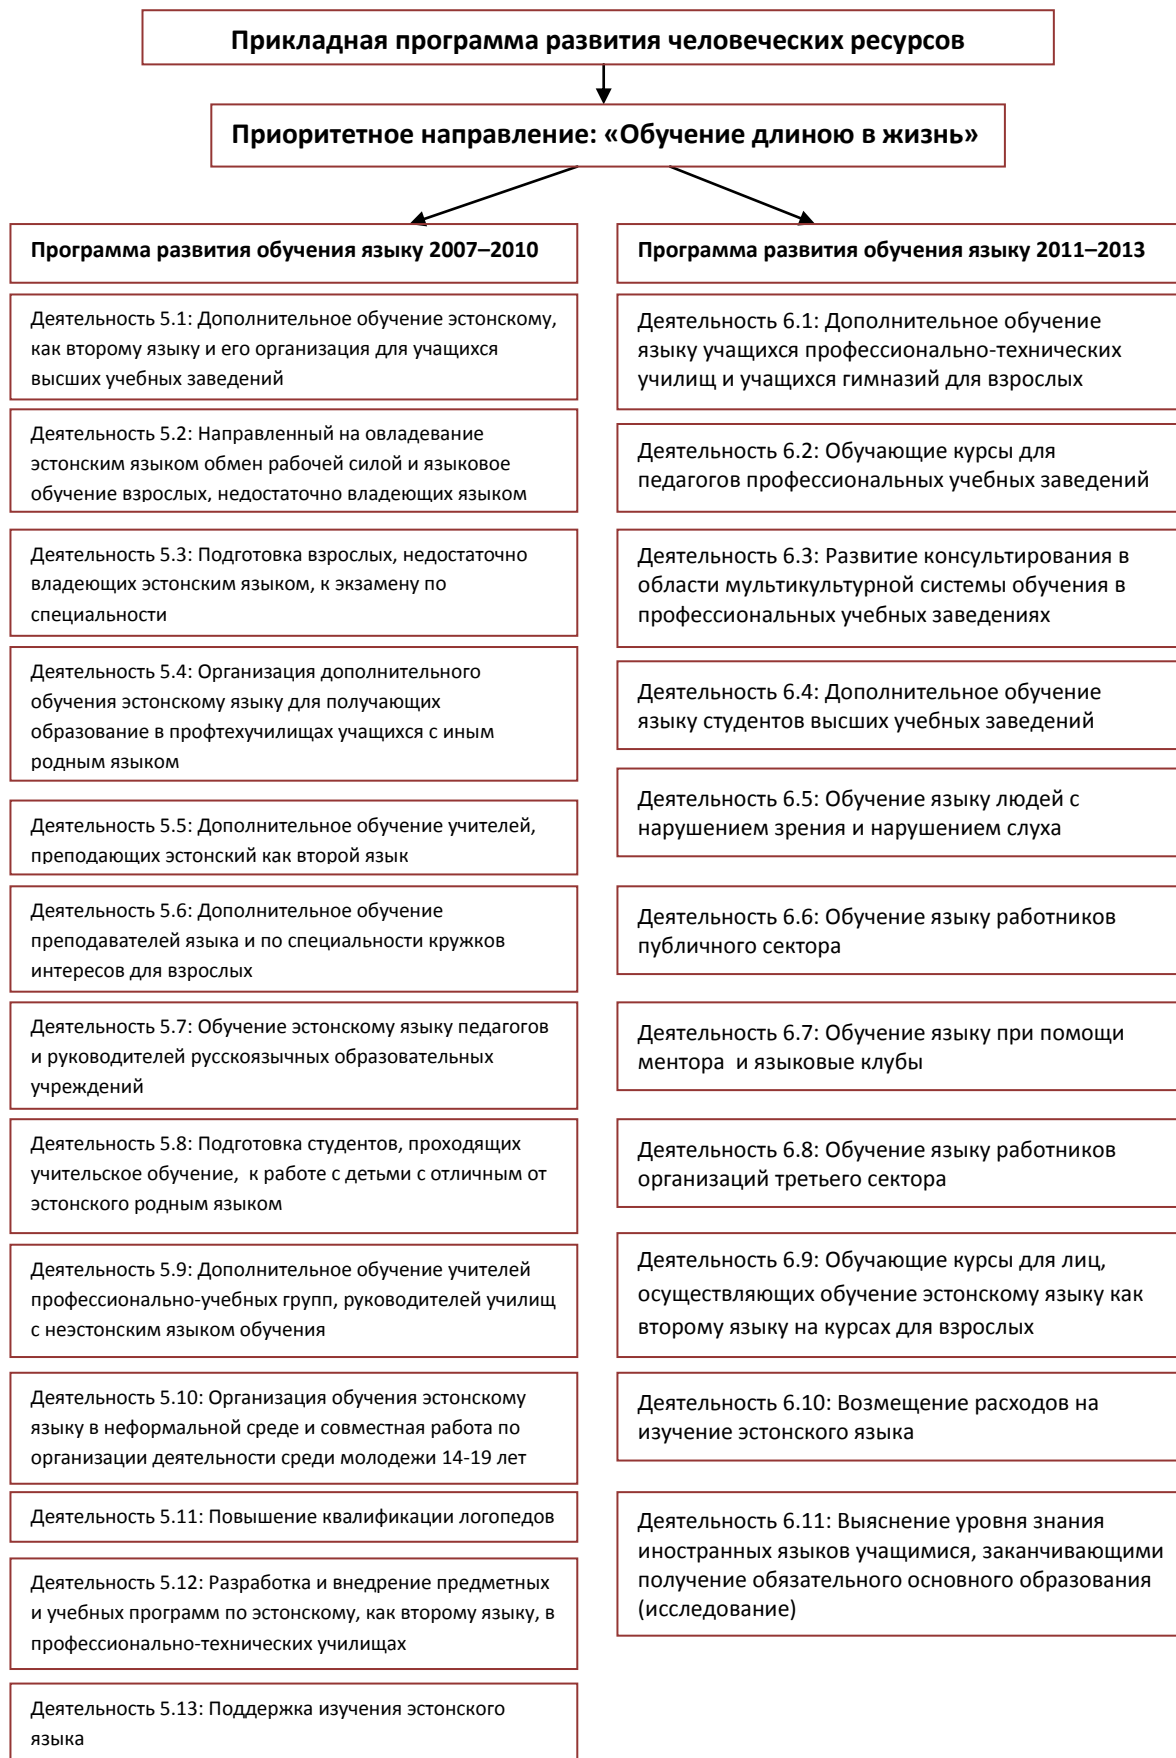 Прикладная программа развития человеческих ресурсов
Приоритетное направление: «Обучение длиною в жизнь»
Программа развития обучения языку 2007–2010
Деятельность 5.1: Дополнительное обучение эстонскому,
как второму языку и его организация для учащихся
высших учебных заведений
Деятельность 5.2: Направленный на овладевание
эстонским языком обмен рабочей силой и языковое
обучение взрослых, недостаточно владеющих языком
Деятельность 5.3: Подготовка взрослых, недостаточно
владеющих эстонским языком, к экзамену по
специальности
Деятельность 5.4: Организация дополнительного
обучения эстонскому языку для получающих
образование в профтехучилищах учащихся с иным
родным языком
Деятельность 5.5: Дополнительное обучение учителей,
преподающих эстонский как второй язык
Деятельность 5.6: Дополнительное обучение
преподавателей языка и по специальности кружков
интересов для взрослых
Деятельность 5.7: Обучение эстонскому языку педагогов
и руководителей русскоязычных образовательных
учреждений
Деятельность 5.8: Подготовка студентов, проходящих
учительское обучение,  к работе с детьми с отличным от
эстонского родным языком
Деятельность 5.9: Дополнительное обучение учителей
профессионально-учебных групп, руководителей училищ
с неэстонским языком обучения
Деятельность 5.10: Организация обучения эстонскому
языку в неформальной среде и совместная работа по
организации деятельности среди молодежи 14-19 лет
Деятельность 5.11: Повышение квалификации логопедов
Деятельность 5.12: Разработка и внедрение предметных
и учебных программ по эстонскому, как второму языку, в
профессионально-технических училищах
Деятельность 5.13: Поддержка изучения эстонского
языка
Программа развития обучения языку 2011–2013
Деятельность 6.1: Дополнительное обучение
языку учащихся профессионально-технических
училищ и учащихся гимназий для взрослых
Деятельность 6.2: Обучающие курсы для
педагогов профессиональных учебных заведений
Деятельность 6.3: Развитие консультирования в
области мультикультурной системы обучения в
профессиональных учебных заведениях
Деятельность 6.4: Дополнительное обучение
языку студентов высших учебных заведений
Деятельность 6.5: Обучение языку людей с
нарушением зрения и нарушением слуха
Деятельность 6.6: Обучение языку работников
публичного сектора
Деятельность 6.7: Обучение языку при помощи
ментора  и языковые клубы
Деятельность 6.8: Обучение языку работников
организаций третьего сектора
Деятельность 6.9: Обучающие курсы для лиц,
осуществляющих обучение эстонскому языку как
второму языку на курсах для взрослых
Деятельность 6.10: Возмещение расходов на
изучение эстонского языка
Деятельность 6.11: Выяснение уровня знания
иностранных языков учащимися, заканчивающими
получение обязательного основного образования
(исследование)